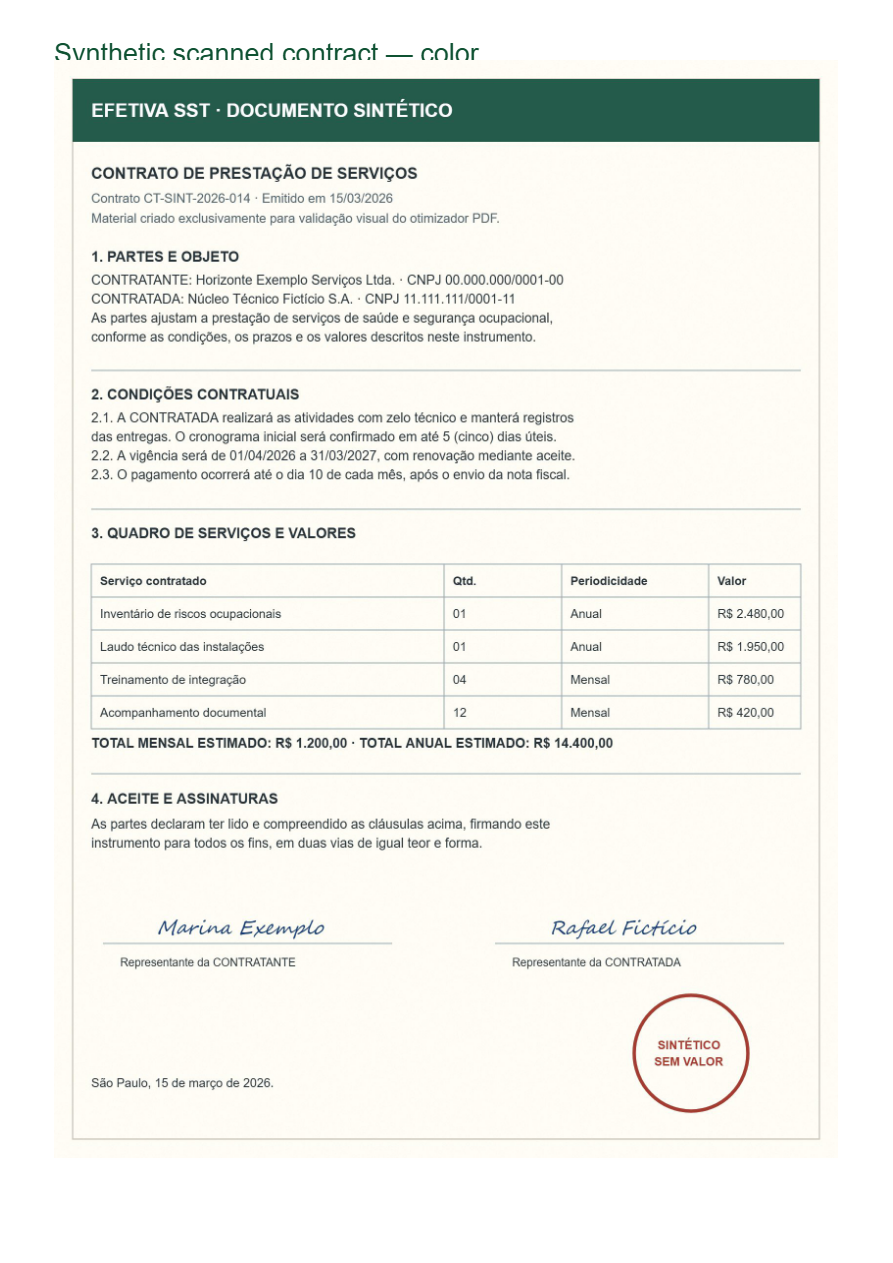 Synthetic scanned contract — color
EFETIVA SST · DOCUMENTO SINTÉTICO
CONTRATO DE PRESTAÇÃO DE SERVIÇOS
Contrato CT-SINT-2026-014 · Emitido em 15/03/2026
Material criado exclusivamente para validação visual do otimizador PDF.
1. PARTES E OBJETO
CONTRATANTE: Horizonte Exemplo Serviços Ltda. · CNPJ 00.000.000/0001-00
CONTRATADA: Núcleo Técnico Fictício S.A. · CNPJ 11.111.111/0001-11
As partes ajustam a prestação de serviços de saúde e segurança ocupacional,
conforme as condições, os prazos e os valores descritos neste instrumento.
2. CONDIÇÕES CONTRATUAIS
2.1. A CONTRATADA realizará as atividades com zelo técnico e manterá registros
das entregas. O cronograma inicial será confirmado em até 5 (cinco) dias úteis.
2.2. A vigência será de 01/04/2026 a 31/03/2027, com renovação mediante aceite.
2.3. O pagamento ocorrerá até o dia 10 de cada mês, após o envio da nota fiscal.
3. QUADRO DE SERVIÇOS E VALORES
Serviço contratado Qtd. Periodicidade Valor
Inventário de riscos ocupacionais 01 Anual R$ 2.480,00
Laudo técnico das instalações 01 Anual R$ 1.950,00
Treinamento de integração 04 Mensal R$ 780,00
Acompanhamento documental 12 Mensal R$ 420,00
TOTAL MENSAL ESTIMADO: R$ 1.200,00 · TOTAL ANUAL ESTIMADO: R$ 14.400,00
4. ACEITE E ASSINATURAS
As partes declaram ter lido e compreendido as cláusulas acima, firmando este
instrumento para todos os fins, em duas vias de igual teor e forma.
Marina Exemplo Rafael Fictício
Representante da CONTRATANTE Representante da CONTRATADA
SINTÉTICO
SEM VALOR
São Paulo, 15 de março de 2026.